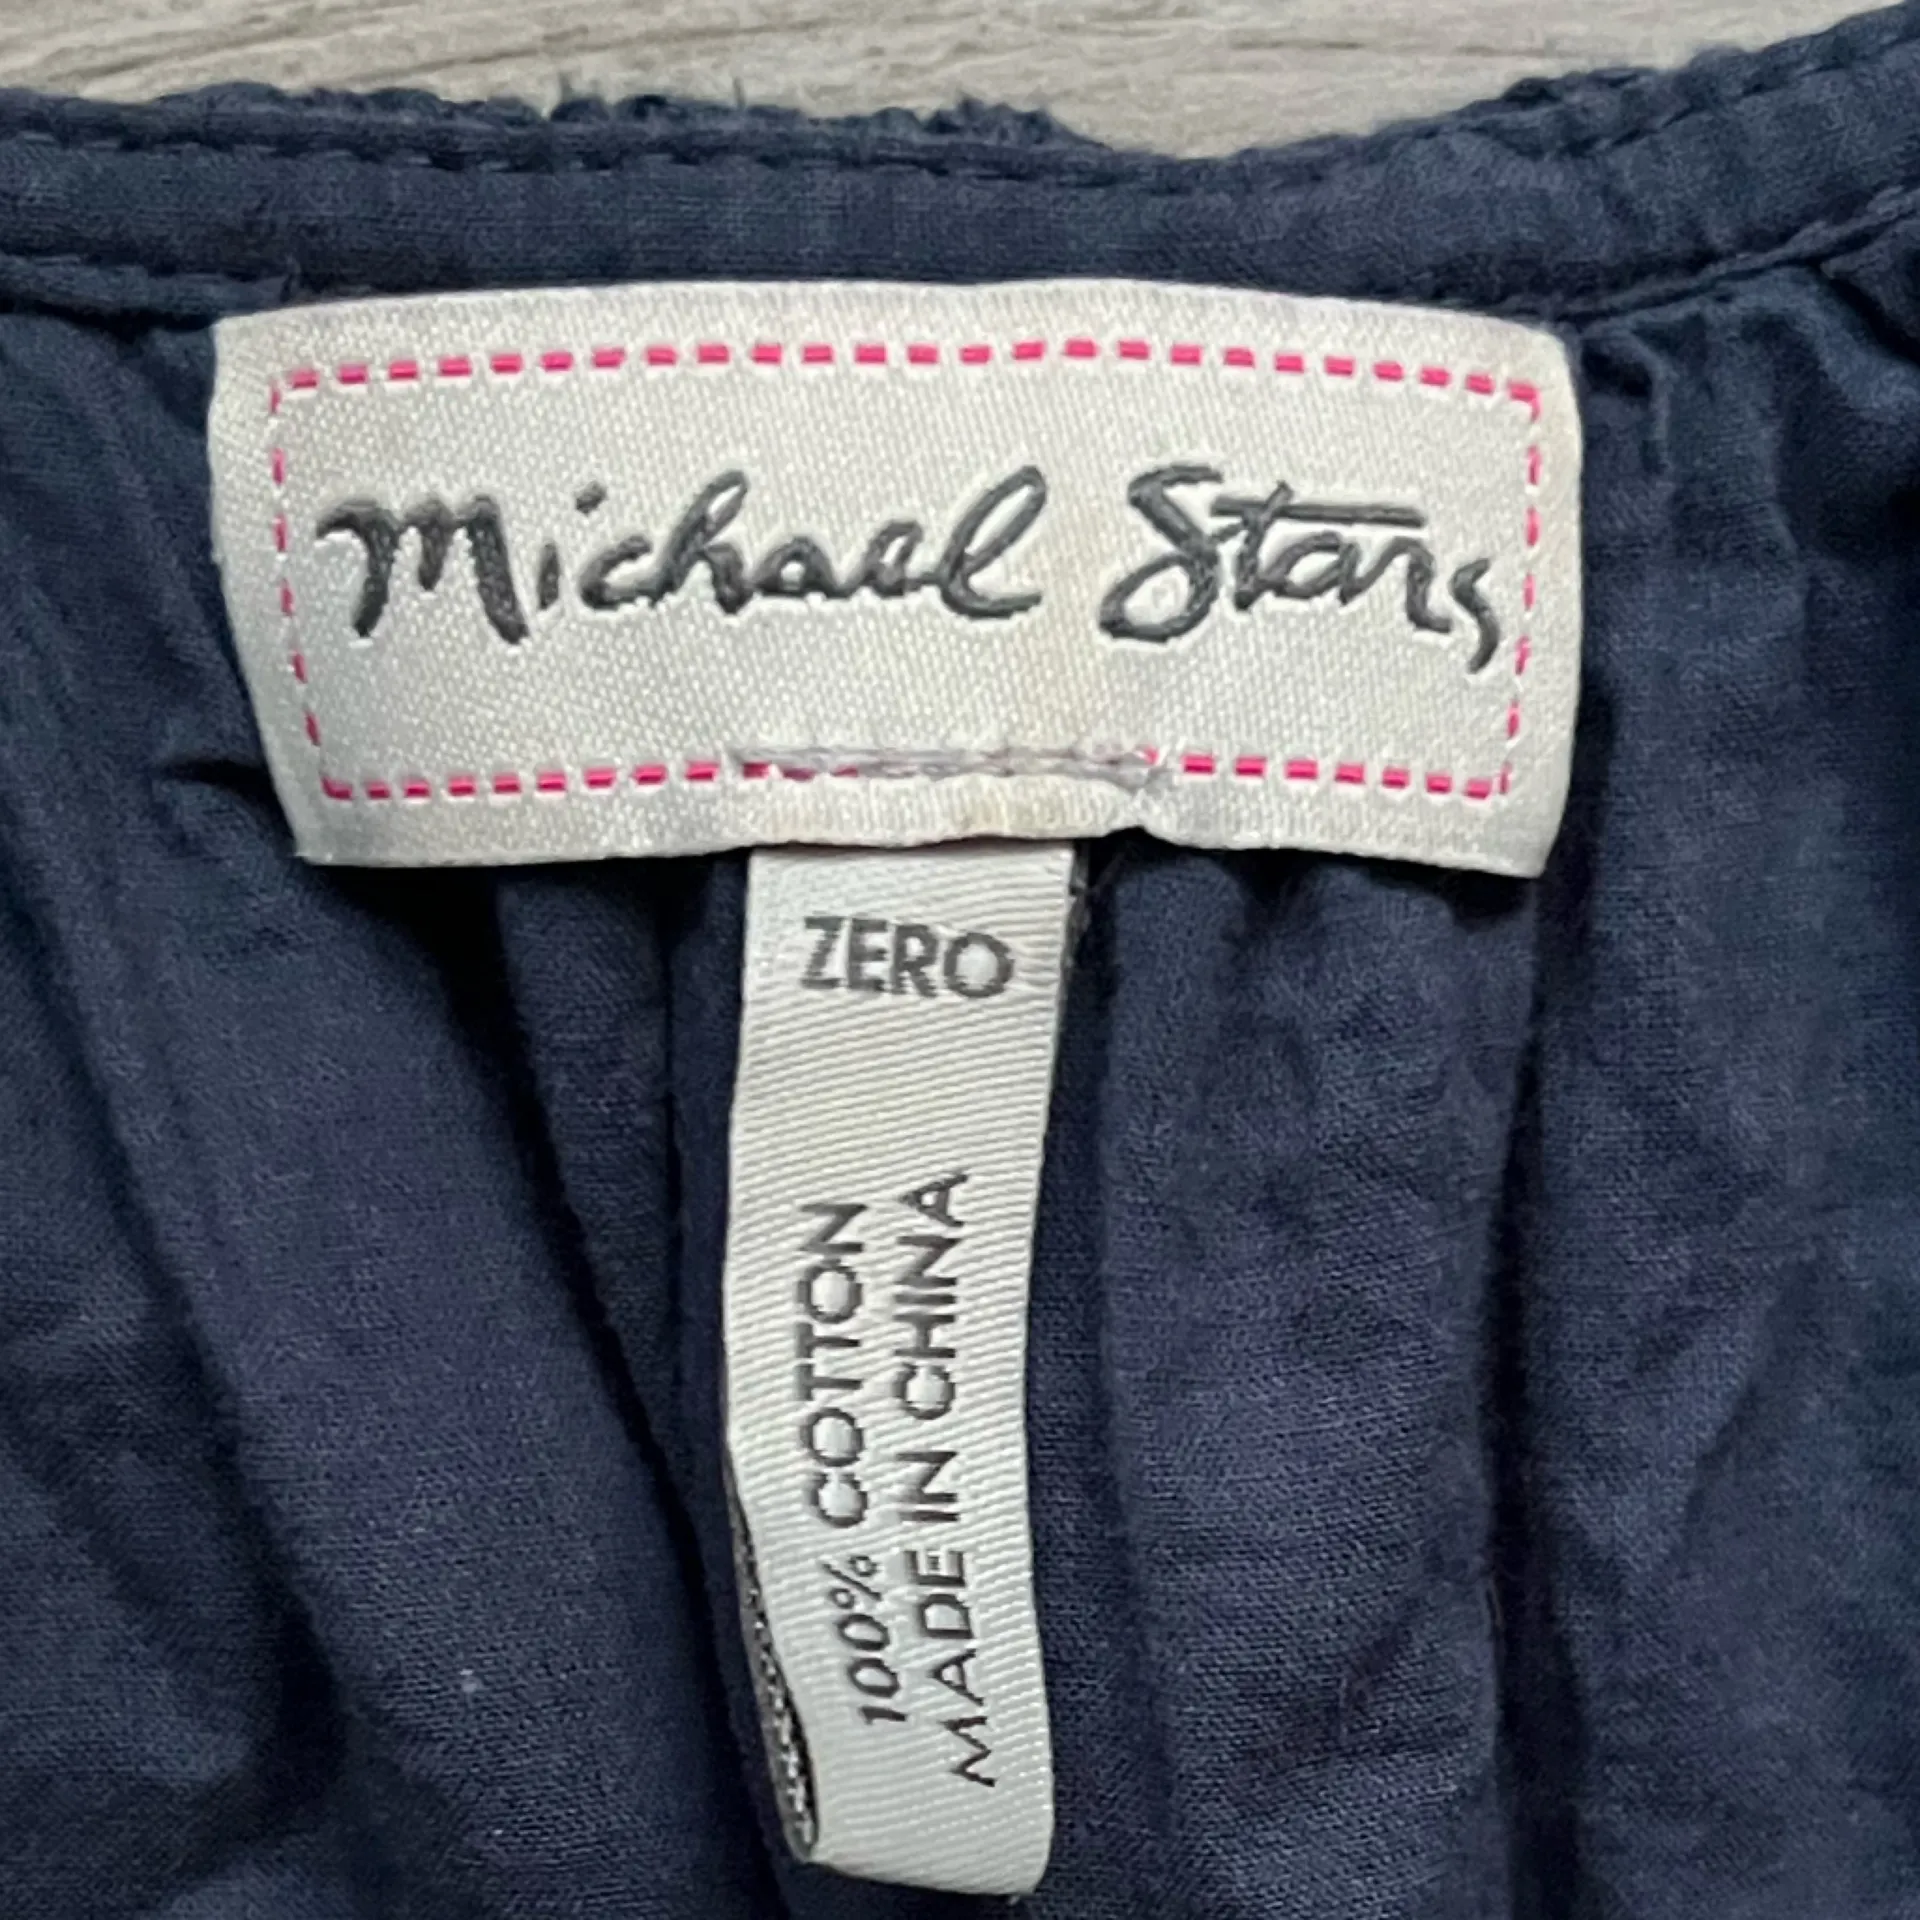 Michael Stars
ZERO
100% COTTON
MADE IN CHINA